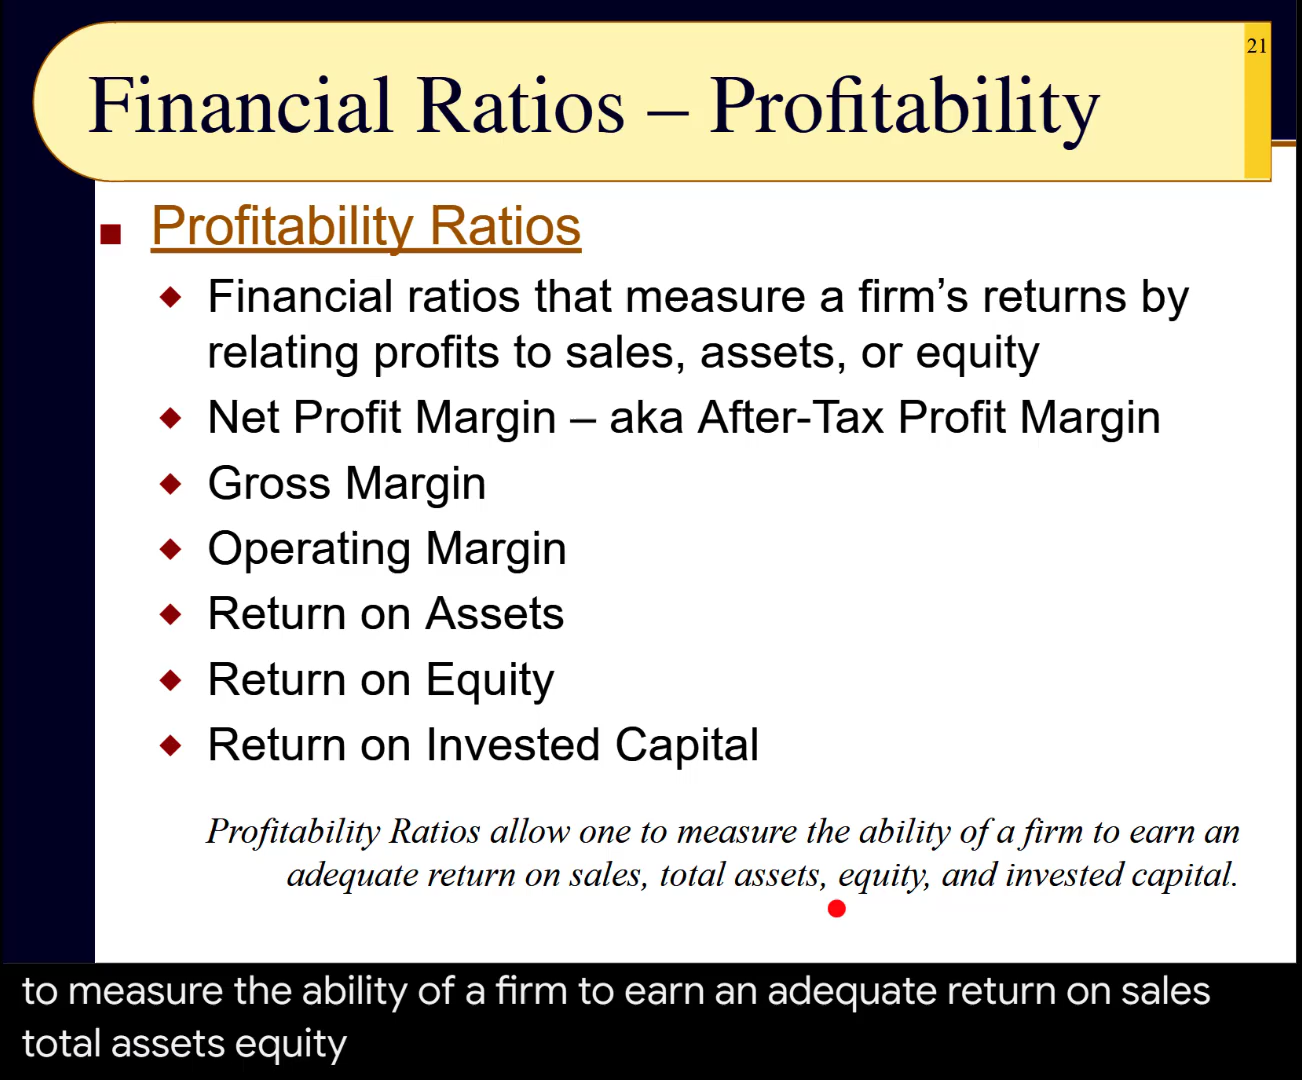 21
Financial Ratios – Profitability
Profitability Ratios
Financial ratios that measure a firm’s returns by
relating profits to sales, assets, or equity
Net Profit Margin – aka After-Tax Profit Margin
Gross Margin
Operating Margin
Return on Assets
Return on Equity
Return on Invested Capital
Profitability Ratios allow one to measure the ability of a firm to earn an
adequate return on sales, total assets, equity, and invested capital.
to measure the ability of a firm to earn an adequate return on sales
total assets equity